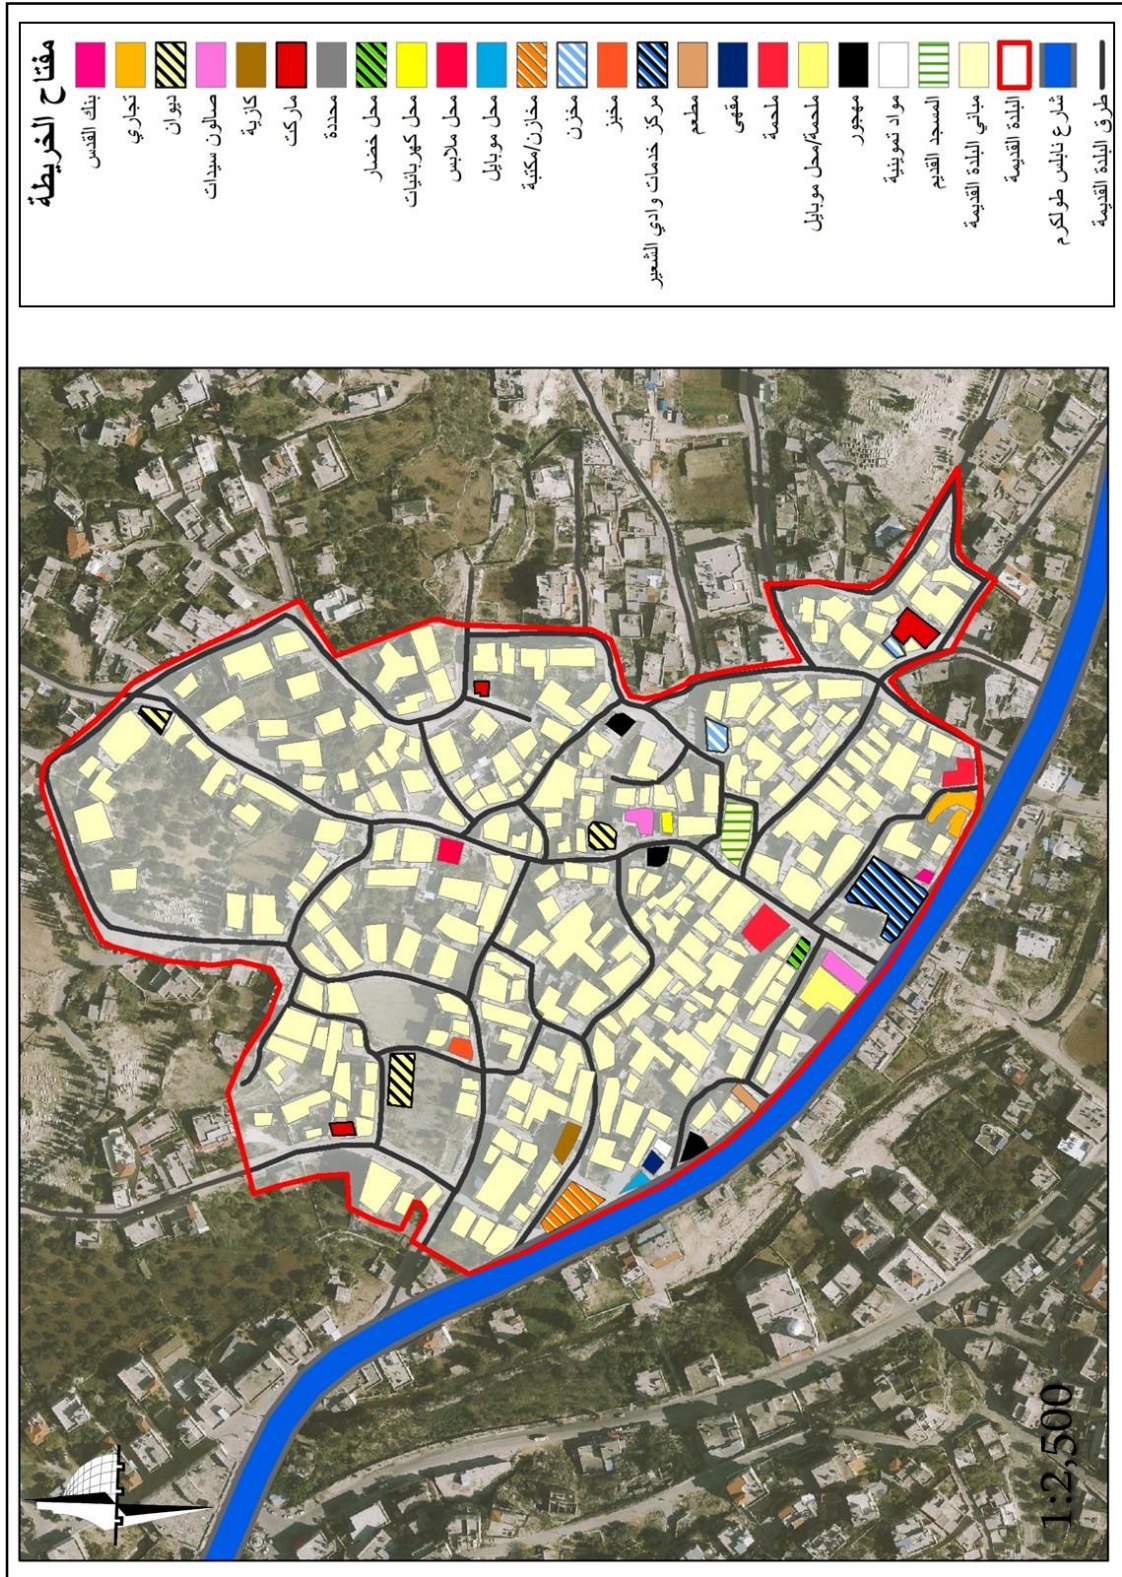 مفتاح الخريطة
بنك القدس
تجاري
ديوان
صالون سيدات
كازية
ماركت
محددة
محل خضار
محل كهربائيات
محل ملابس
محل موبايل
مخازن/مكتبة
مخزن
مخبز
مركز خدمات وادي الشعير
مطعم
مقهى
ملحمة
ملحمة/محل موبايل
مهجور
مواد تموينية
المسجد القديم
مباني البلدة القديمة
البلدة القديمة
شارع نابلس طولكرم
طرق البلدة القديمة
1:2,500